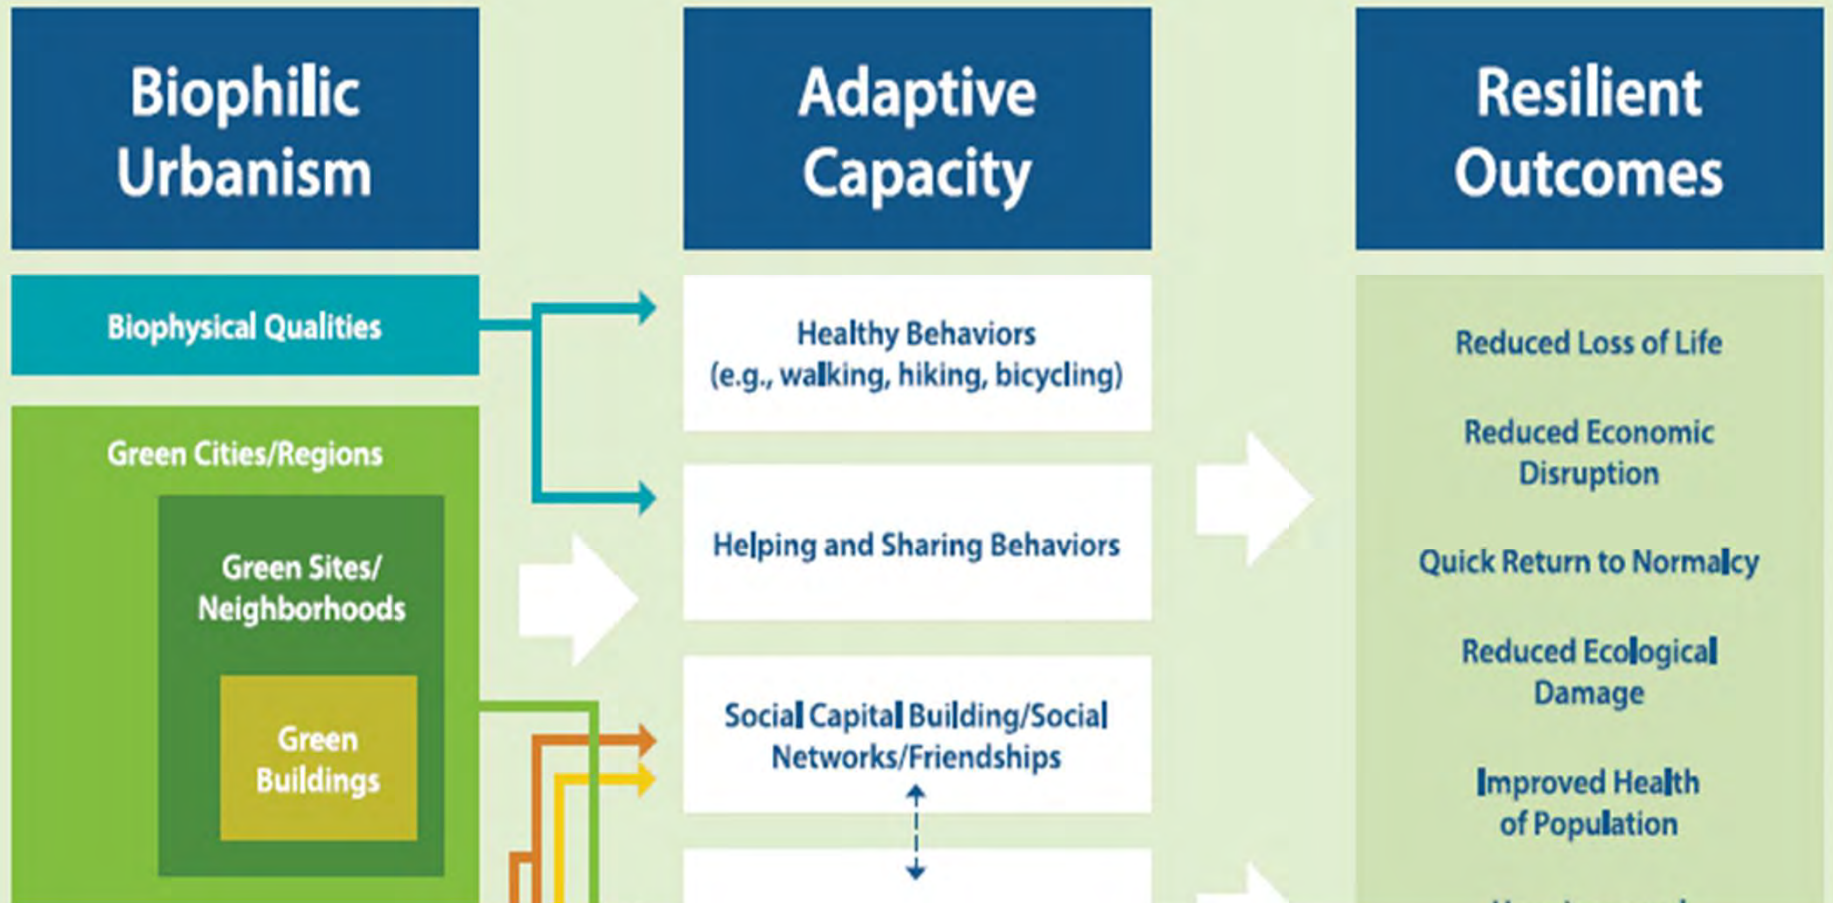 Biophilic
Urbanism
Adaptive
Capacity
Resilient
Outcomes
Biophysical Qualities
Green Cities/Regions
Green Sites/
Neighborhoods
Green
Buildings
Healthy Behaviors
(e.g., walking, hiking, bicycling)
Helping and Sharing Behaviors
Social Capital Building/Social
Networks/Friendships
Reduced Loss of Life
Reduced Economic
Disruption
Quick Return to Normalcy
Reduced Ecological
Damage
Improved Health
of Population